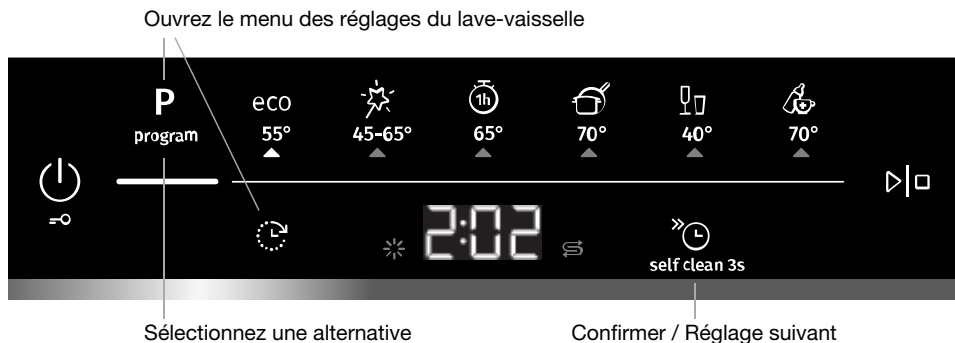 Ouvrez le menu des réglages du lave-vaisselle
P
program
eco
55°
45-65°
1h
65°
70°
40°
70°
2:02
self clean 3s
Sélectionnez une alternative
Confirmer / Réglage suivant